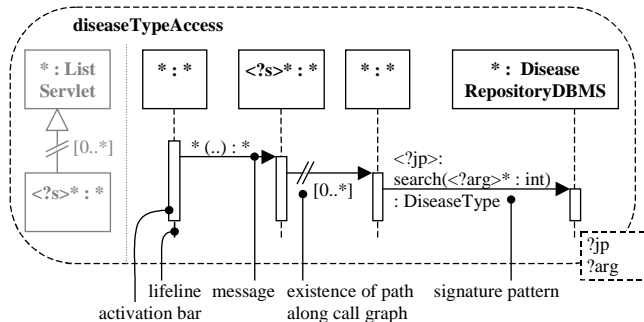 diseaseTypeAccess
* : List
Servlet
* : *
<?s>* : *
* : *
* : Disease
RepositoryDBMS
[0..*]
<?s>* : *
* (..) : *
[0..*]
<?jp>:
search(<?arg>* : int)
: DiseaseType
?jp
?arg
lifeline
activation bar
message
existence of path
along call graph
signature pattern